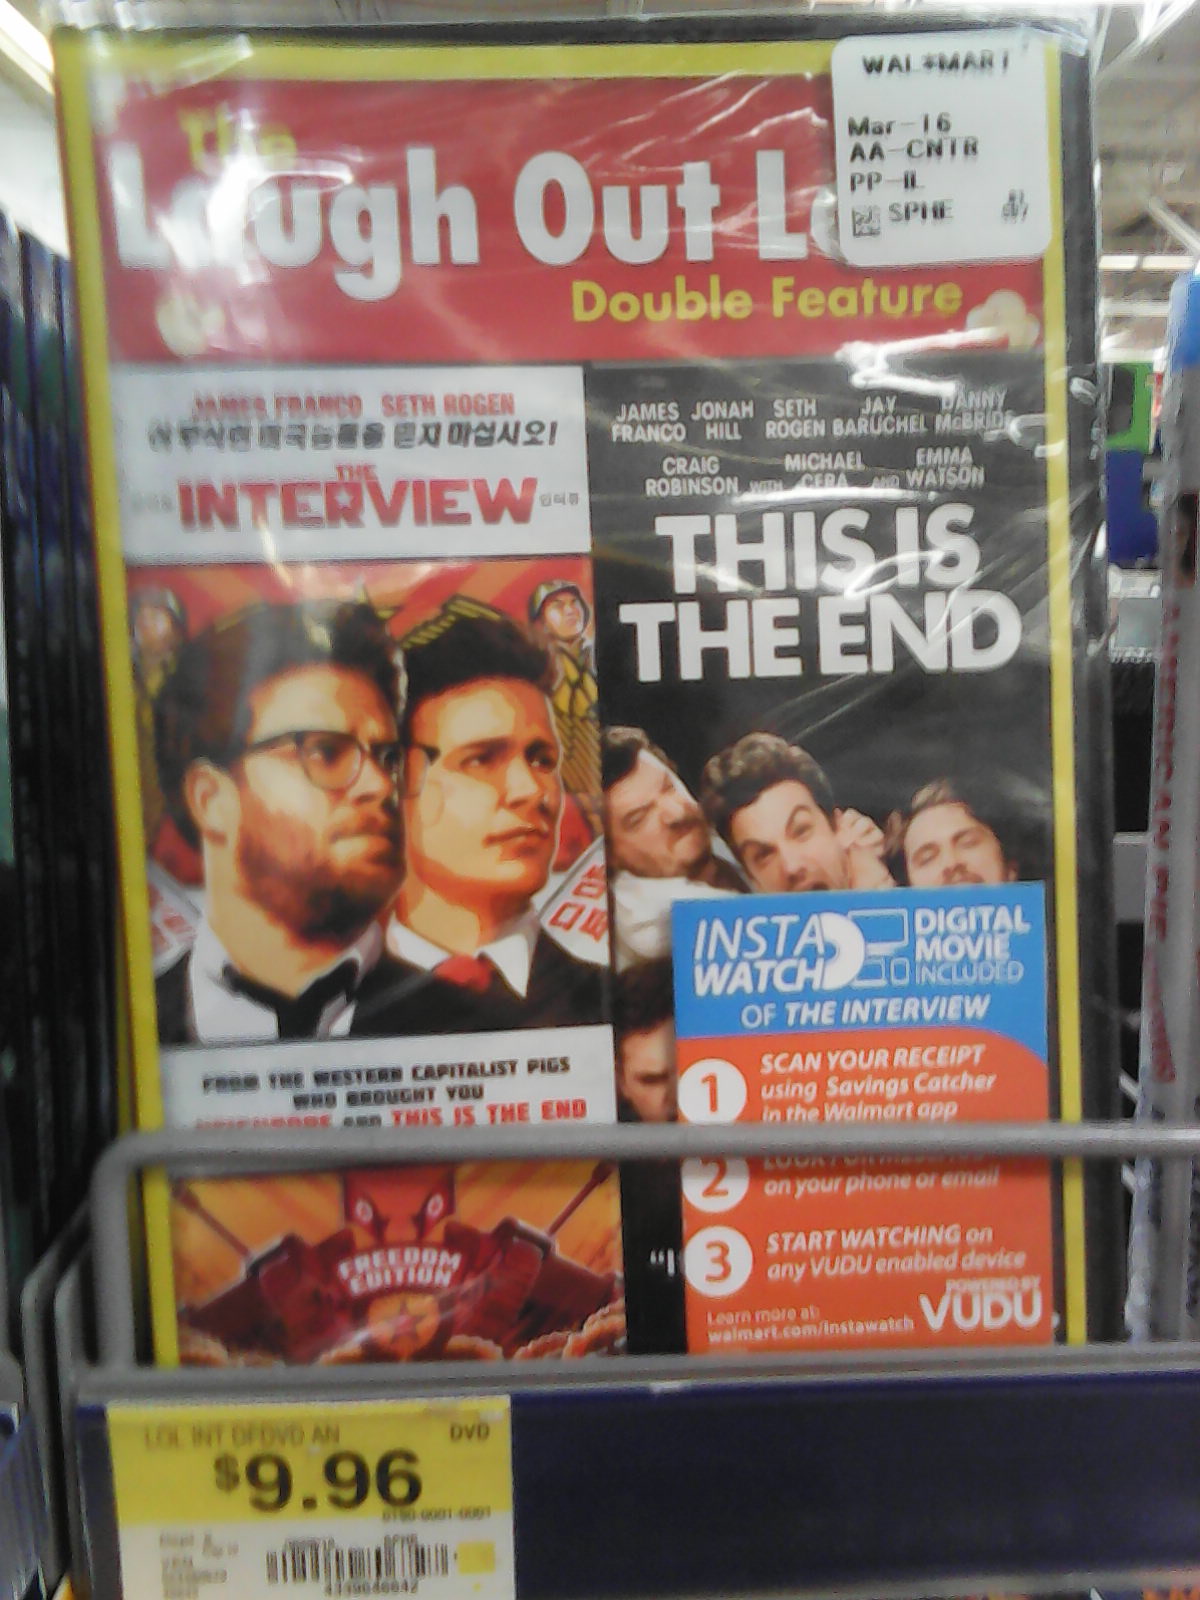 WAL*MART
Mar-16
AA-CNTR
PP-IL
SPHE
The
Laugh Out
Double Feature
JAMES FRANCO SETH ROGEN
믿지 마십시오!
THE
INTERVIEW
JAMES FRANCO
JONAH HILL
SETH ROGEN
JAY BARUCHEL
DANNY McBRIDE
CRAIG ROBINSON
WITH MICHAEL CERA
AND EMMA WATSON
THIS IS
THE END
INSTA
WATCH
DIGITAL
MOVIE
INCLUDED
OF THE INTERVIEW
1
SCAN YOUR RECEIPT
using Savings Catcher
in the Walmart app
2
on your phone or email
3
START WATCHING on
any VUDU enabled device
POWERED BY
VUDU
Learn more at:
walmart.com/instawatch
FROM THE WESTERN CAPITALIST PIGS
WHO BROUGHT YOU
AND THIS IS THE END
FREEDOM
EDITION
LOL INT DFDVD AN
DVD
$9.96